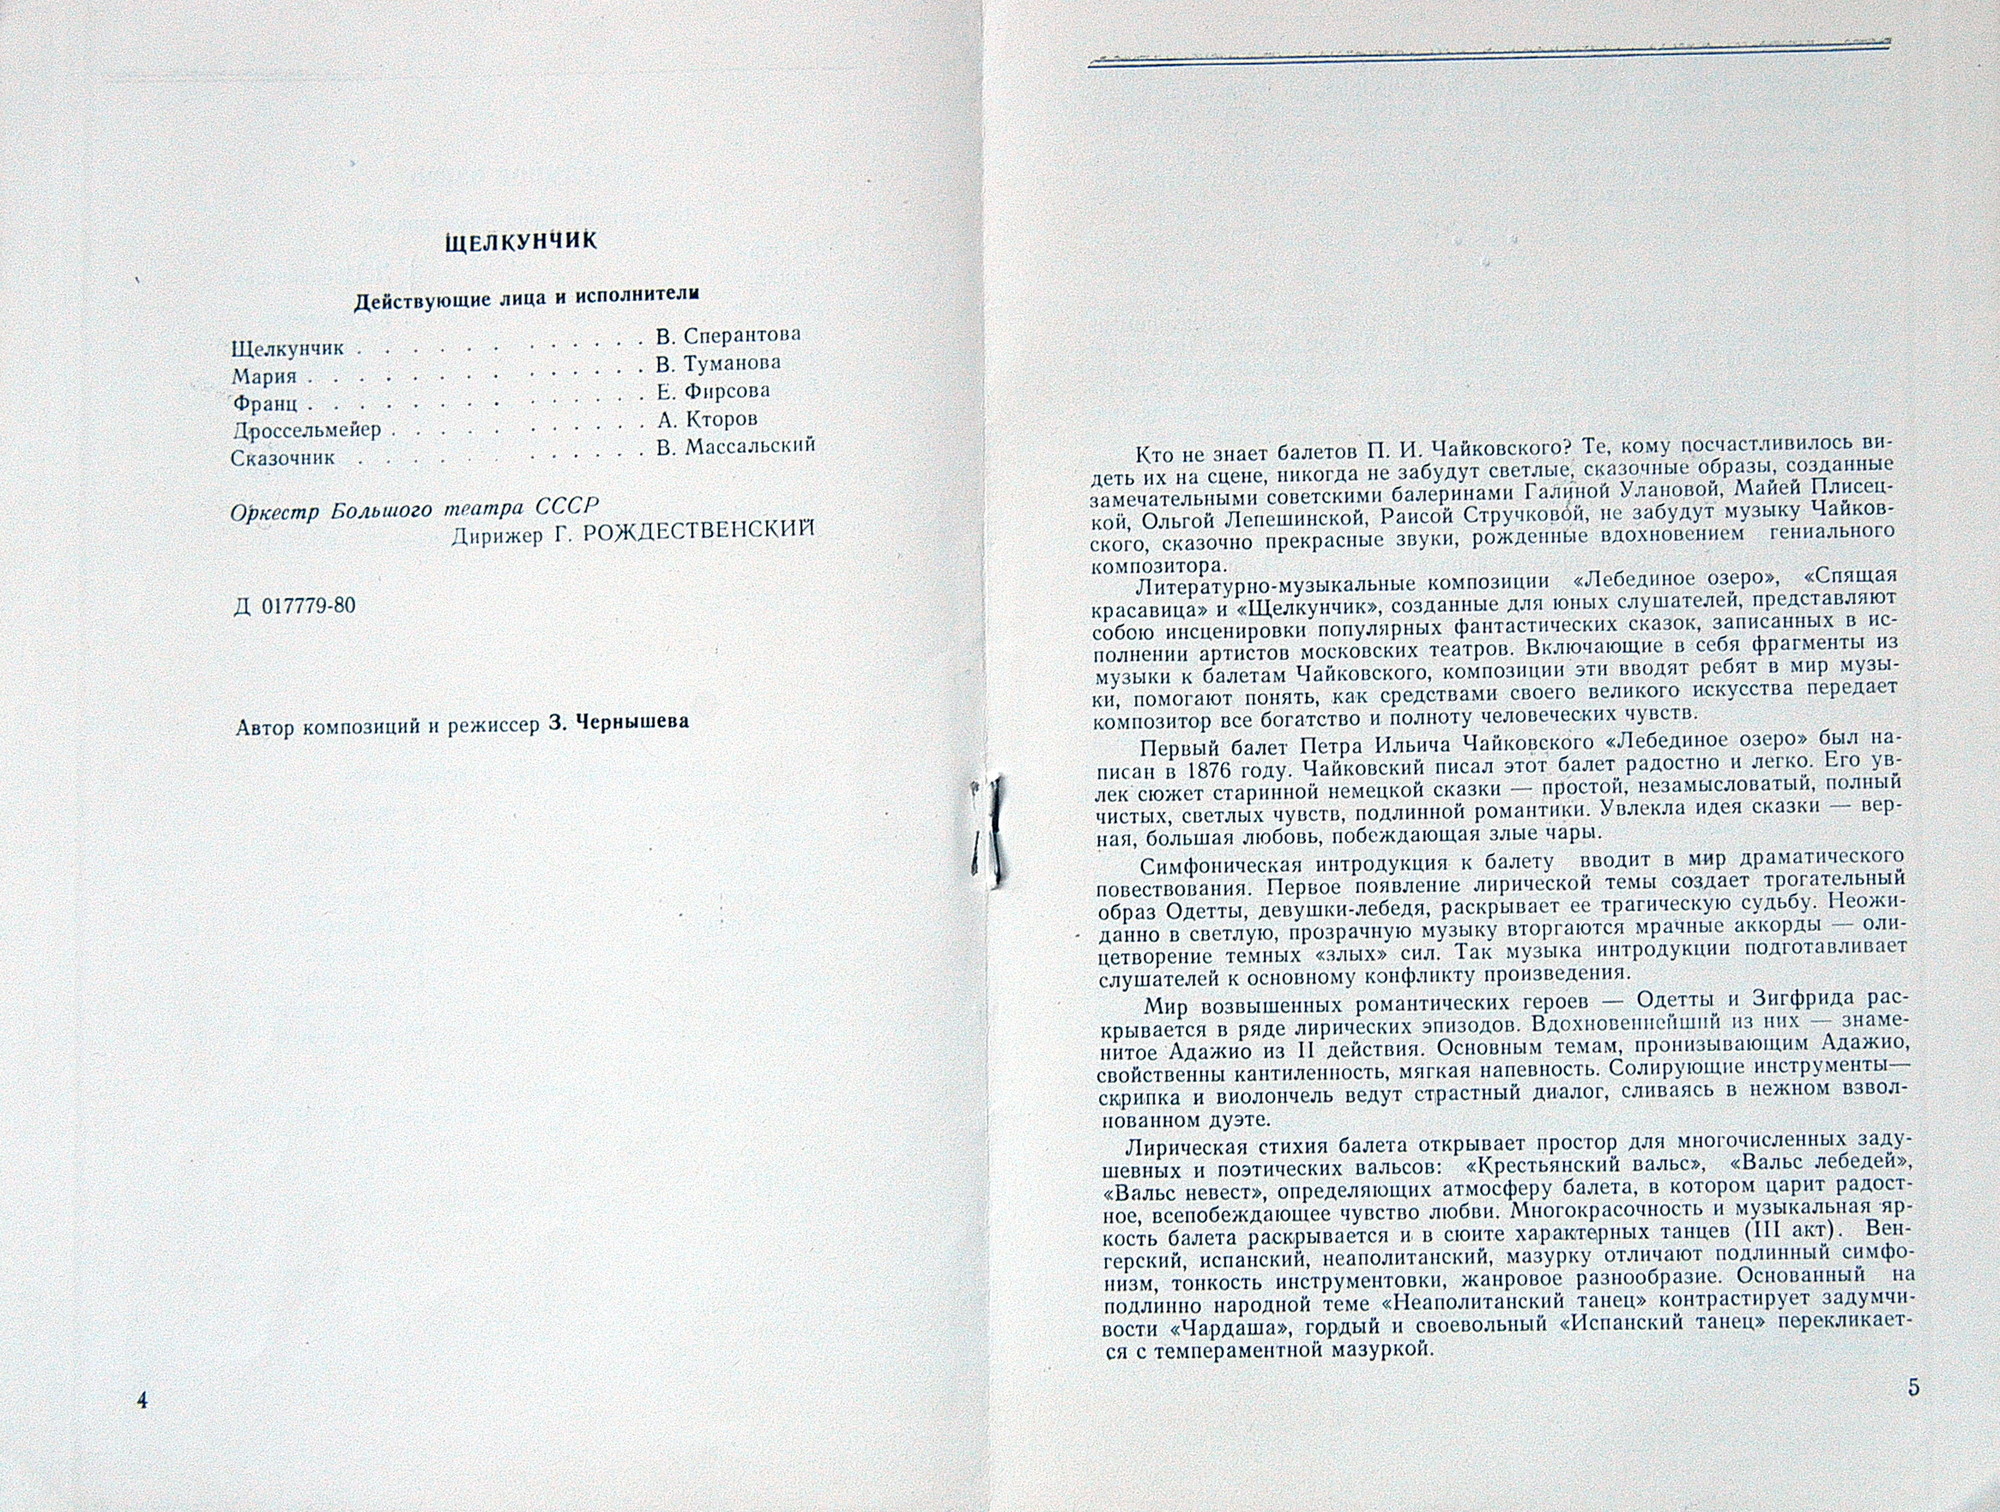 ЩЕЛКУНЧИК
Действующие лица и исполнители
Щелкунчик . . . . . . . . . . . . В. Сперантова
Мария . . . . . . . . . . . . . . В. Туманова
Франц . . . . . . . . . . . . . . Е. Фирсова
Дроссельмейер . . . . . . . . . . А. Кторов
Сказочник . . . . . . . . . . . . В. Массальский
Оркестр Большого театра СССР
Дирижер Г. РОЖДЕСТВЕНСКИЙ
Д 017779-80
Автор композиций и режиссер З. Чернышева
4
Кто не знает балетов П. И. Чайковского? Те, кому посчастливилось ви-
деть их на сцене, никогда не забудут светлые, сказочные образы, созданные
замечательными советскими балеринами Галиной Улановой, Майей Плисец-
кой, Ольгой Лепешинской, Раисой Стручковой, не забудут музыку Чайков-
ского, сказочно прекрасные звуки, рожденные вдохновением гениального
композитора.
Литературно-музыкальные композиции «Лебединое озеро», «Спящая
красавица» и «Щелкунчик», созданные для юных слушателей, представляют
собою инсценировки популярных фантастических сказок, записанных в ис-
полнении артистов московских театров. Включающие в себя фрагменты из
музыки к балетам Чайковского, композиции эти вводят ребят в мир музы-
ки, помогают понять, как средствами своего великого искусства передает
композитор все богатство и полноту человеческих чувств.
Первый балет Петра Ильича Чайковского «Лебединое озеро» был на-
писан в 1876 году. Чайковский писал этот балет радостно и легко. Его ув-
лек сюжет старинной немецкой сказки — простой, незамысловатый, полный
чистых, светлых чувств, подлинной романтики. Увлекла идея сказки — вер-
ная, большая любовь, побеждающая злые чары.
Симфоническая интродукция к балету вводит в мир драматического
повествования. Первое появление лирической темы создает трогательный
образ Одетты, девушки-лебедя, раскрывает ее трагическую судьбу. Неожи-
данно в светлую, прозрачную музыку вторгаются мрачные аккорды — оли-
цетворение темных «злых» сил. Так музыка интродукции подготавливает
слушателей к основному конфликту произведения.
Мир возвышенных романтических героев — Одетты и Зигфрида рас-
крывается в ряде лирических эпизодов. Вдохновеннейший из них — знаме-
нитое Адажио из II действия. Основным темам, пронизывающим Адажио,
свойственны кантиленность, мягкая напевность. Солирующие инструменты—
скрипка и виолончель ведут страстный диалог, сливаясь в нежном взвол-
нованном дуэте.
Лирическая стихия балета открывает простор для многочисленных заду-
шевных и поэтических вальсов: «Крестьянский вальс», «Вальс лебедей»,
«Вальс невест», определяющих атмосферу балета, в котором царит радост-
ное, всепобеждающее чувство любви. Многокрасочность и музыкальная яр-
кость балета раскрывается и в сюите характерных танцев (III акт). Вен-
герский, испанский, неаполитанский, мазурку отличают подлинный симфо-
низм, тонкость инструментовки, жанровое разнообразие. Основанный на
подлинно народной теме «Неаполитанский танец» контрастирует задумчи-
вости «Чардаша», гордый и своевольный «Испанский танец» перекликает-
ся с темпераментной мазуркой.
5